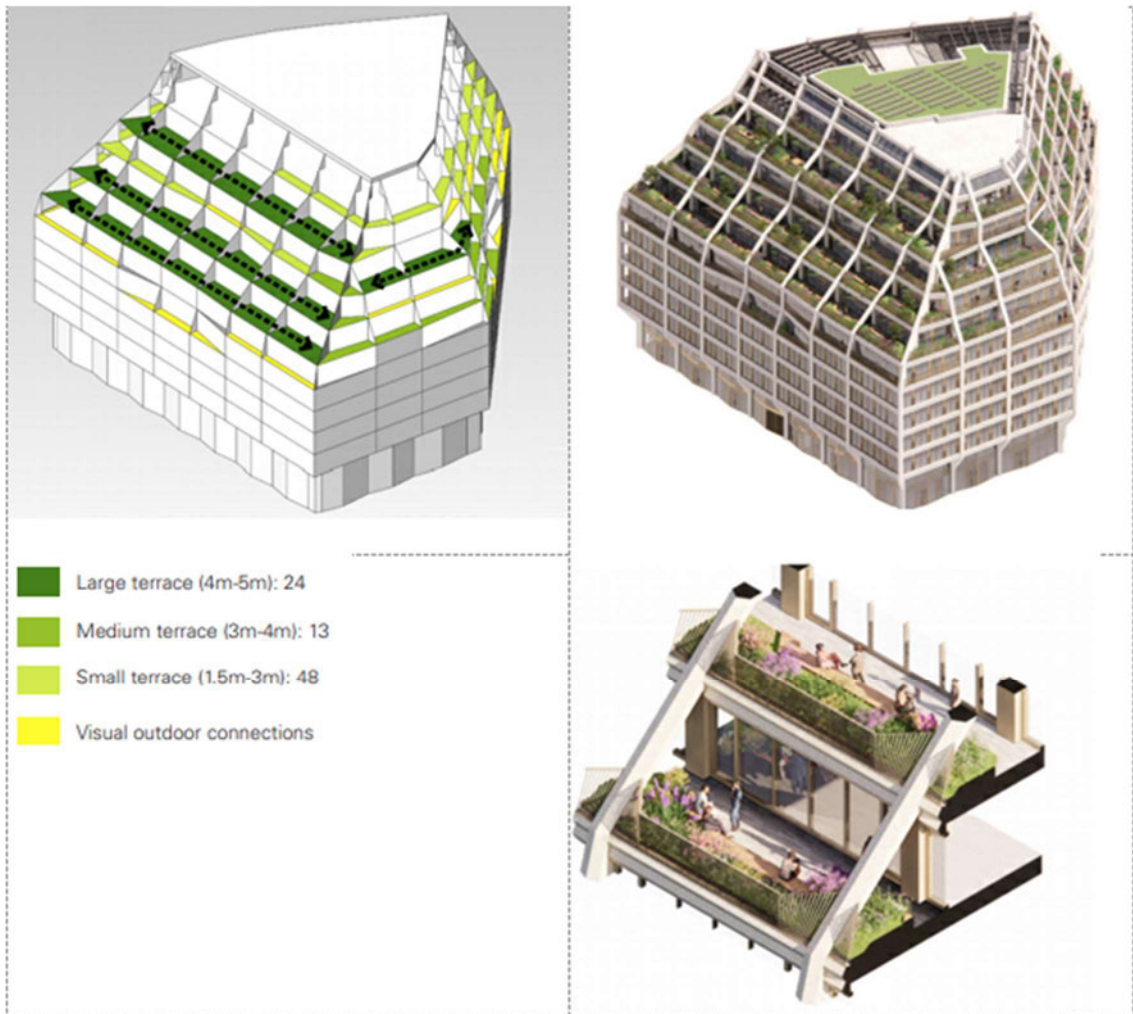 Large terrace (4m-5m): 24
Medium terrace (3m-4m): 13
Small terrace (1.5m-3m): 48
Visual outdoor connections